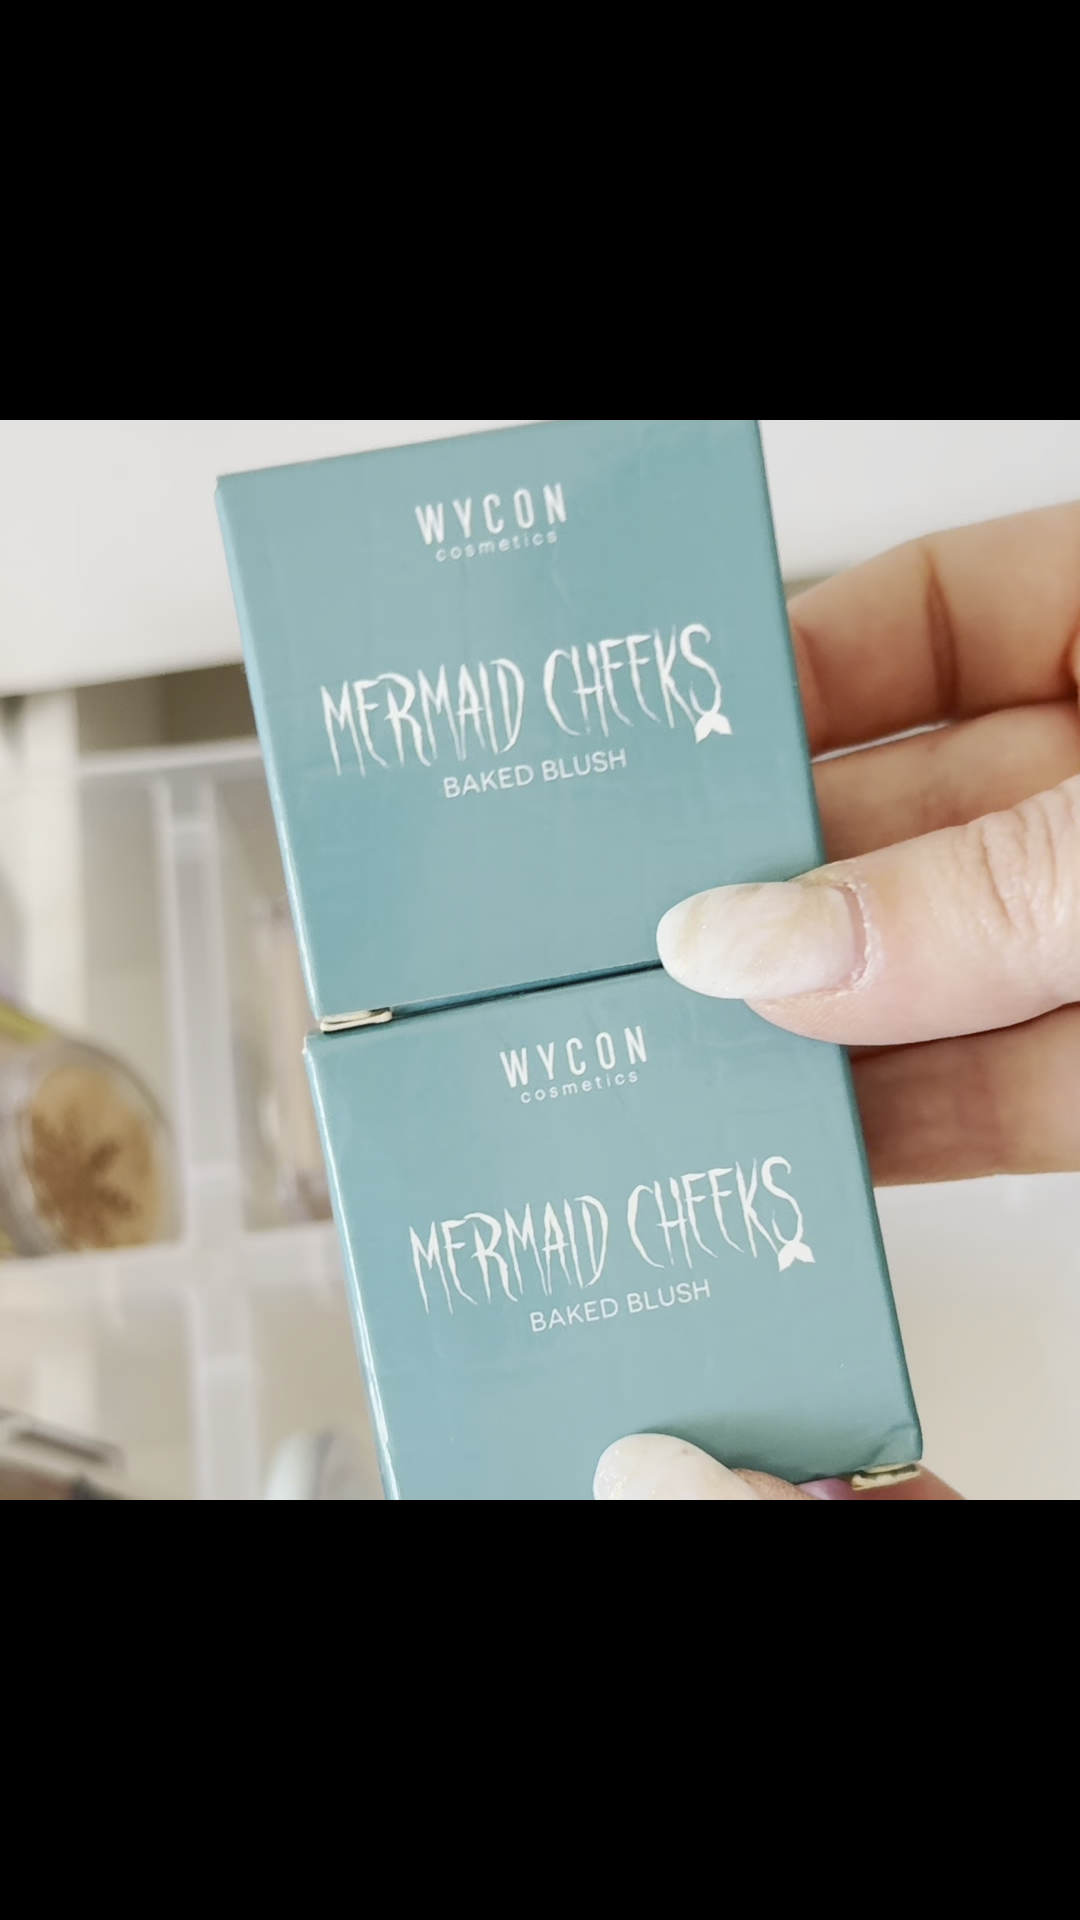 WYCON
cosmetics
MERMAID CHEEKS
BAKED BLUSH
WYCON
cosmetics
MERMAID CHEEKS
BAKED BLUSH